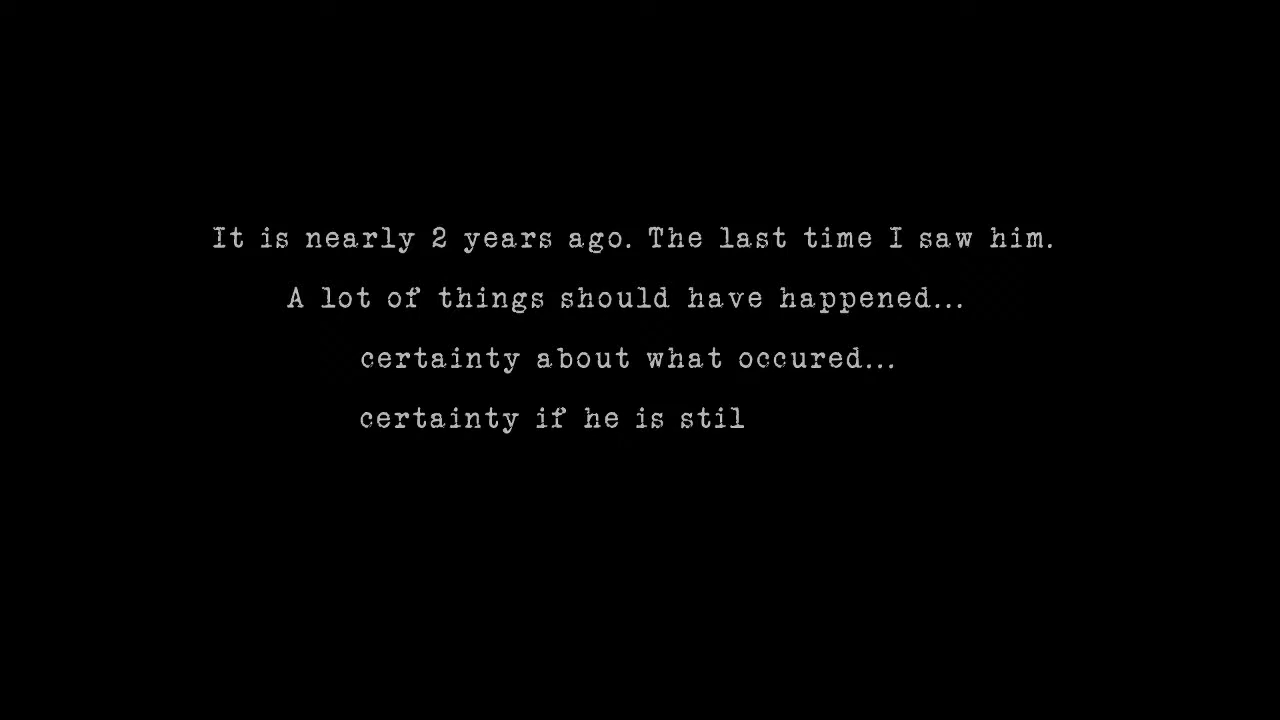 It is nearly 2 years ago. The last time I saw him.
A lot of things should have happened...
certainty about what occured...
certainty if he is stil